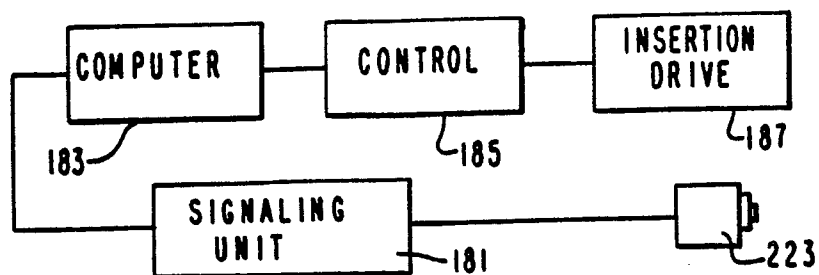 COMPUTER
183
CONTROL
185
INSERTION
DRIVE
187
SIGNALING
UNIT
181
223